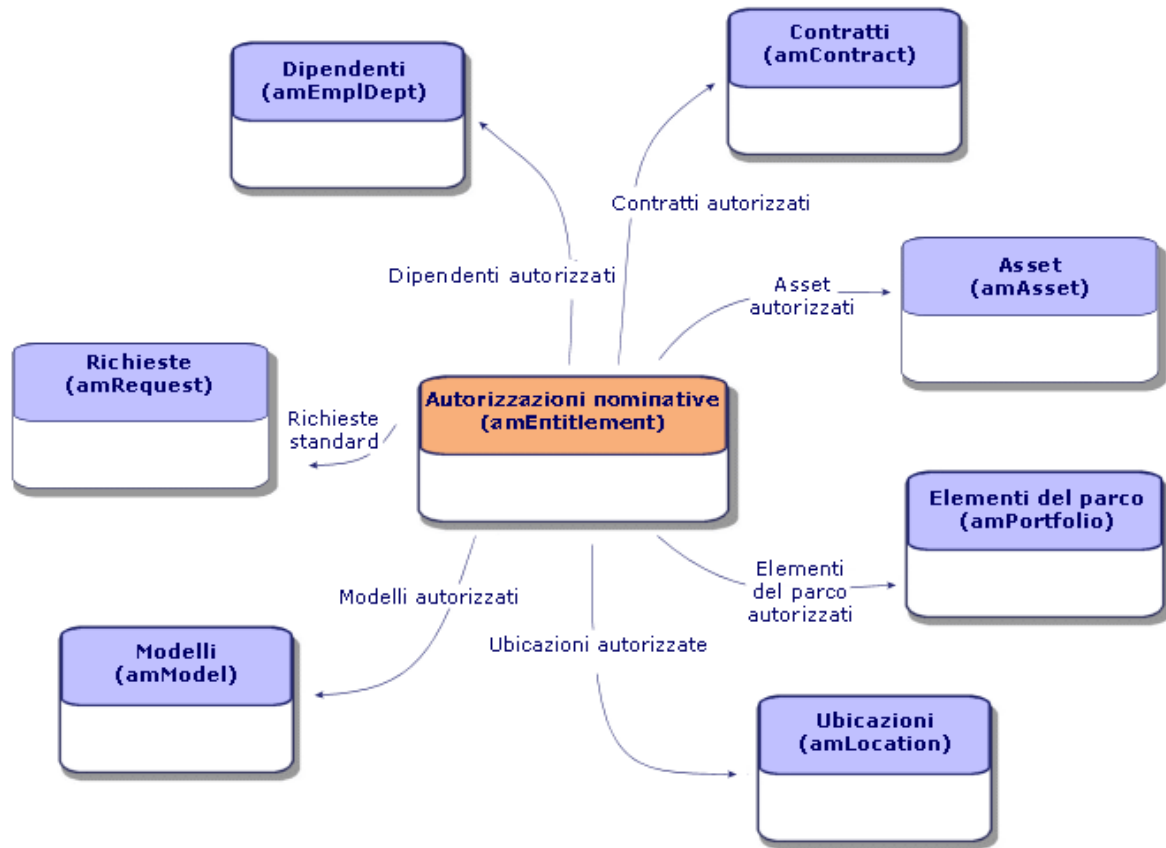 Contratti
(amContract)
Dipendenti
(amEmplDept)
Contratti autorizzati
Dipendenti autorizzati
Asset
(amAsset)
Asset
autorizzati
Richieste
(amRequest)
Richieste
standard
Autorizzazioni nominative
(amEntitlement)
Elementi del parco
(amPortfolio)
Elementi
del parco
autorizzati
Modelli autorizzati
Ubicazioni autorizzate
Modelli
(amModel)
Ubicazioni
(amLocation)